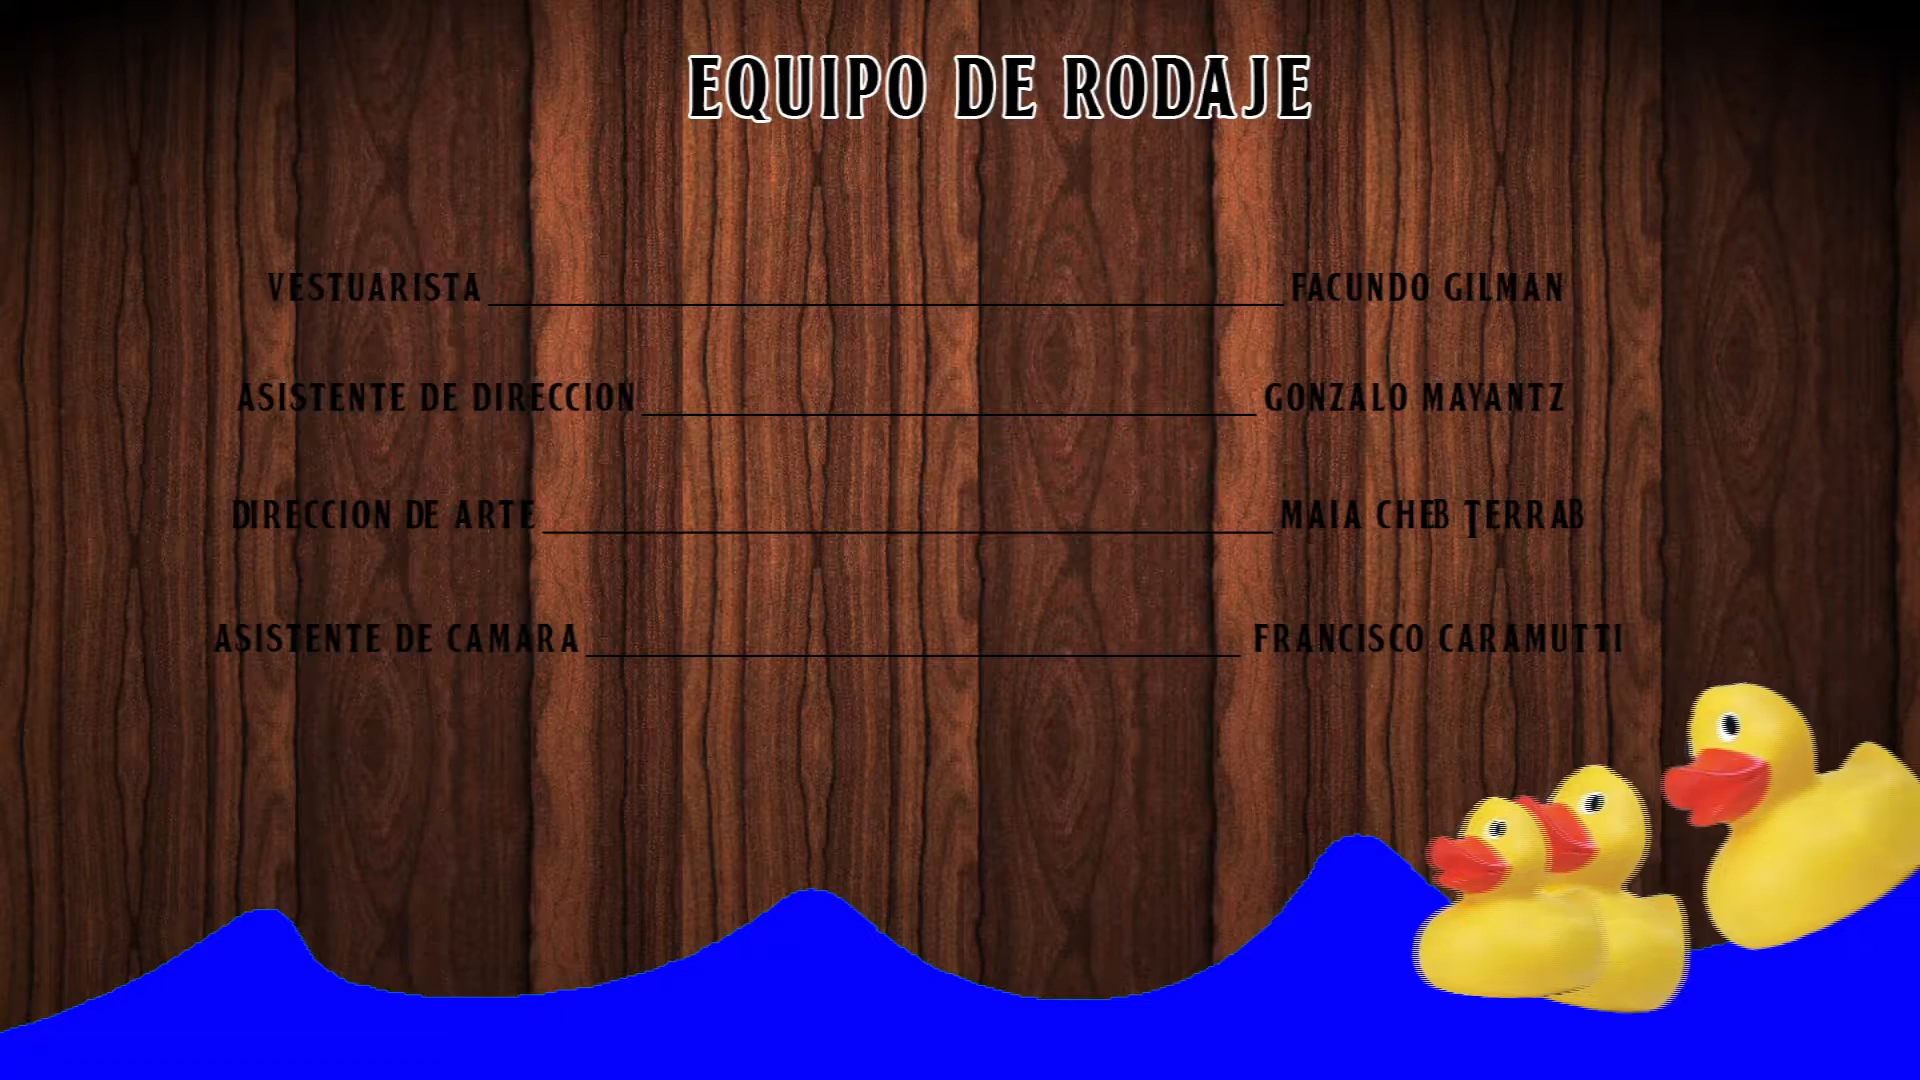 EQUIPO DE RODAJE
VESTUARISTA FACUNDO GILMAN
ASISTENTE DE DIRECCION GONZALO MAYANTZ
DIRECCION DE ARTE MAIA CHEB TERRAB
ASISTENTE DE CAMARA FRANCISCO CARAMUTTI